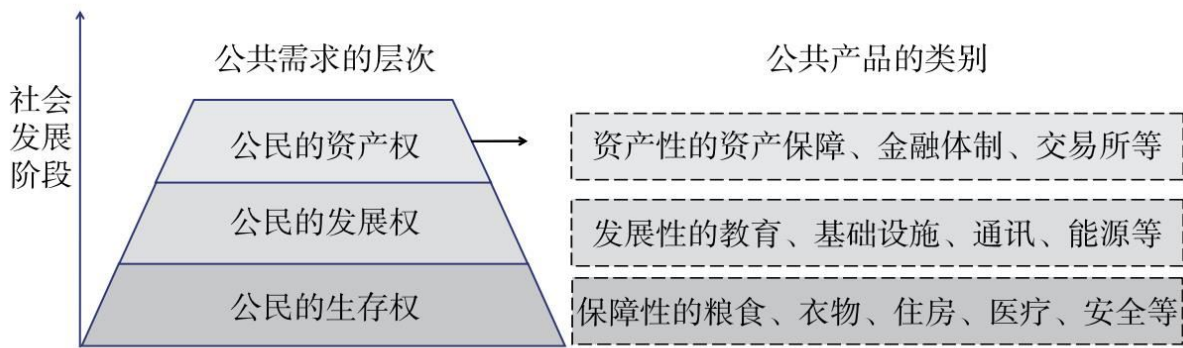 公共需求的层次
公共产品的类别
社会
发展
阶段
公民的资产权
资产性的资产保障、金融体制、交易所等
公民的发展权
发展性的教育、基础设施、通讯、能源等
公民的生存权
保障性的粮食、衣物、住房、医疗、安全等